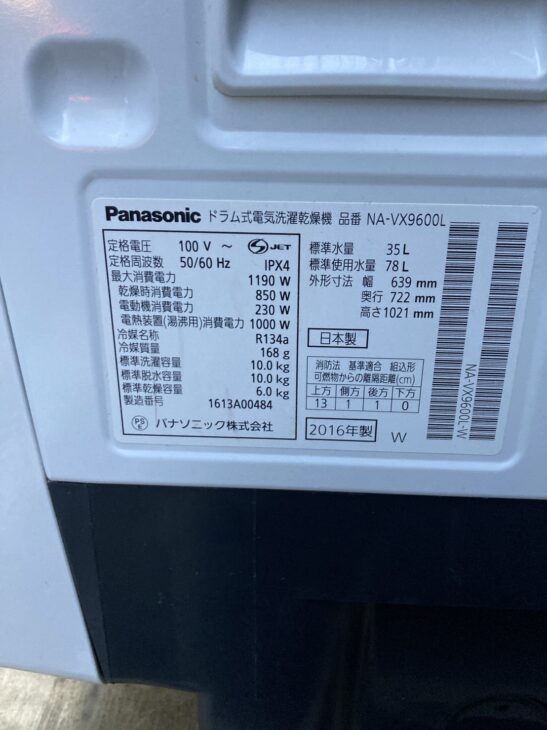 Panasonic ドラム式電気洗濯乾燥機 品番 NA-VX9600L
定格電圧 100 V ～ S JET
定格周波数 50/60 Hz IPX4
最大消費電力 1190 W
乾燥時消費電力 850 W
電動機消費電力 230 W
電熱装置(湯沸用)消費電力 1000 W
冷媒名称 R134a
冷媒質量 168 g
標準洗濯容量 10.0 kg
標準脱水容量 10.0 kg
標準乾燥容量 6.0 kg
製造番号 1613A00484
PS E パナソニック株式会社
標準水量 35 L
標準使用水量 78 L
外形寸法 幅 639 mm
奥行 722 mm
高さ 1021 mm
日本製
消防法 基準適合 組込形
可燃物からの離隔距離(cm)
上方 側方 後方 下方
13 1 1 0
2016年製 W
NA-VX9600L-W